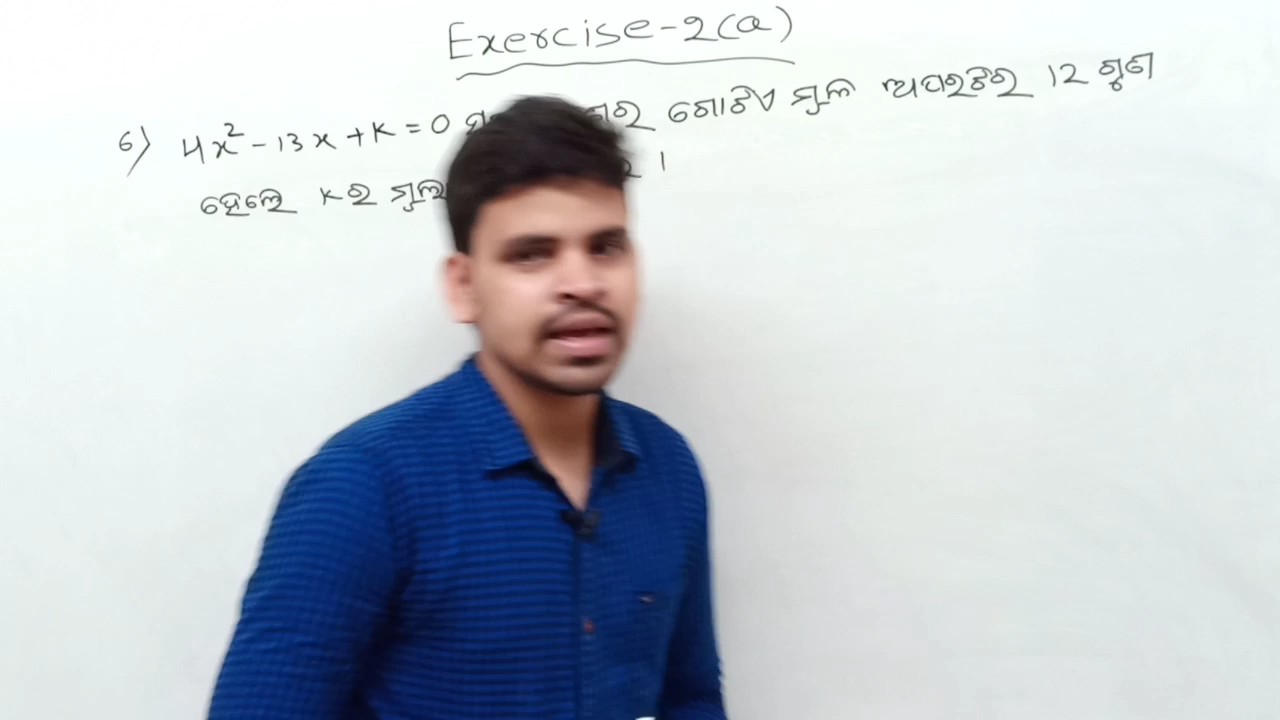 Exercise-2(a)
6) 4x² - 13x + k = 0 ଗୋଟିଏ ମୂଳ ଅପରଟିର 12 ଗୁଣ
ହେଲେ k ର ମୂଲ୍ ।